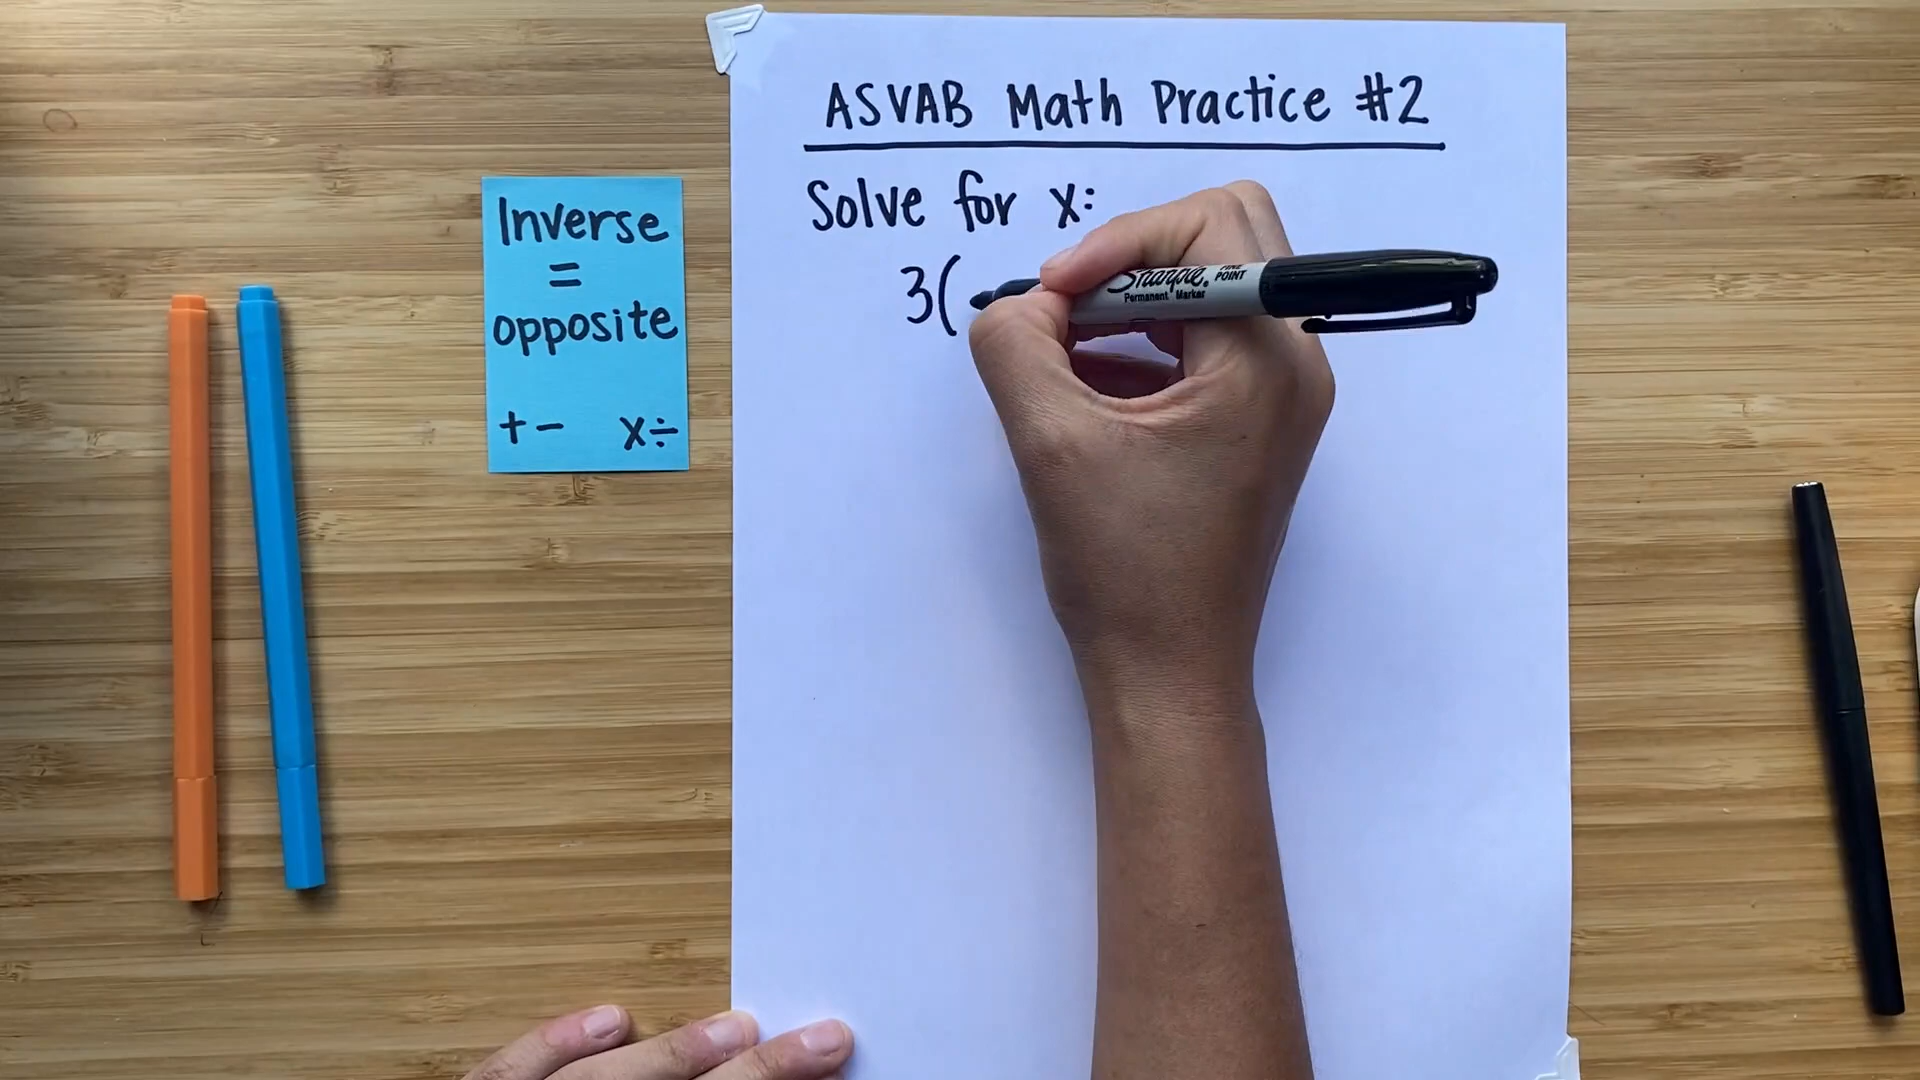 ASVAB Math Practice #2
Solve for x:
3(
Inverse
=
opposite
+ - x÷
Sharpie. FINE POINT
Permanent Marker